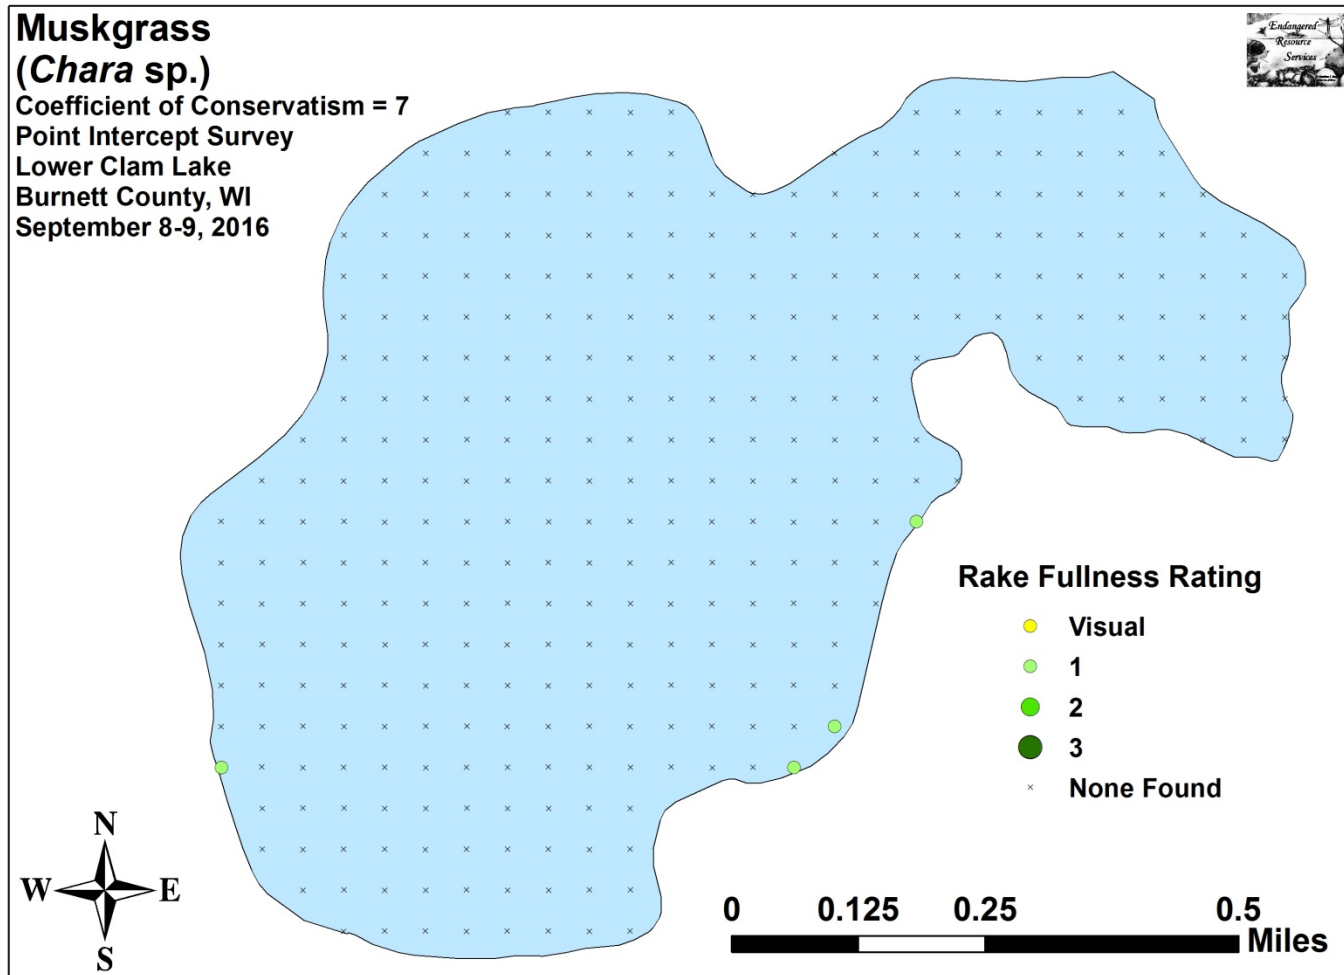 Muskgrass
(Chara sp.)
Coefficient of Conservatism = 7
Point Intercept Survey
Lower Clam Lake
Burnett County, WI
September 8-9, 2016
Endangered
Resource
Services
Rake Fullness Rating
Visual
1
2
3
None Found
N
W E
S
0 0.125 0.25 0.5
Miles